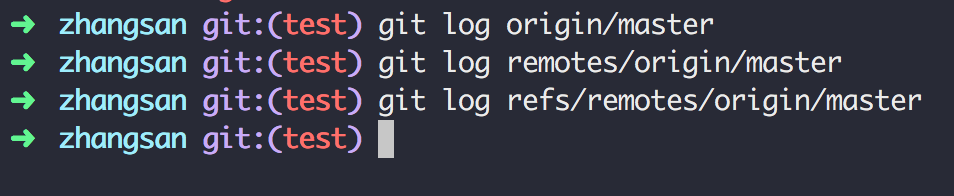 ➜ zhangsan git:(test) git log origin/master
➜ zhangsan git:(test) git log remotes/origin/master
➜ zhangsan git:(test) git log refs/remotes/origin/master
➜ zhangsan git:(test)